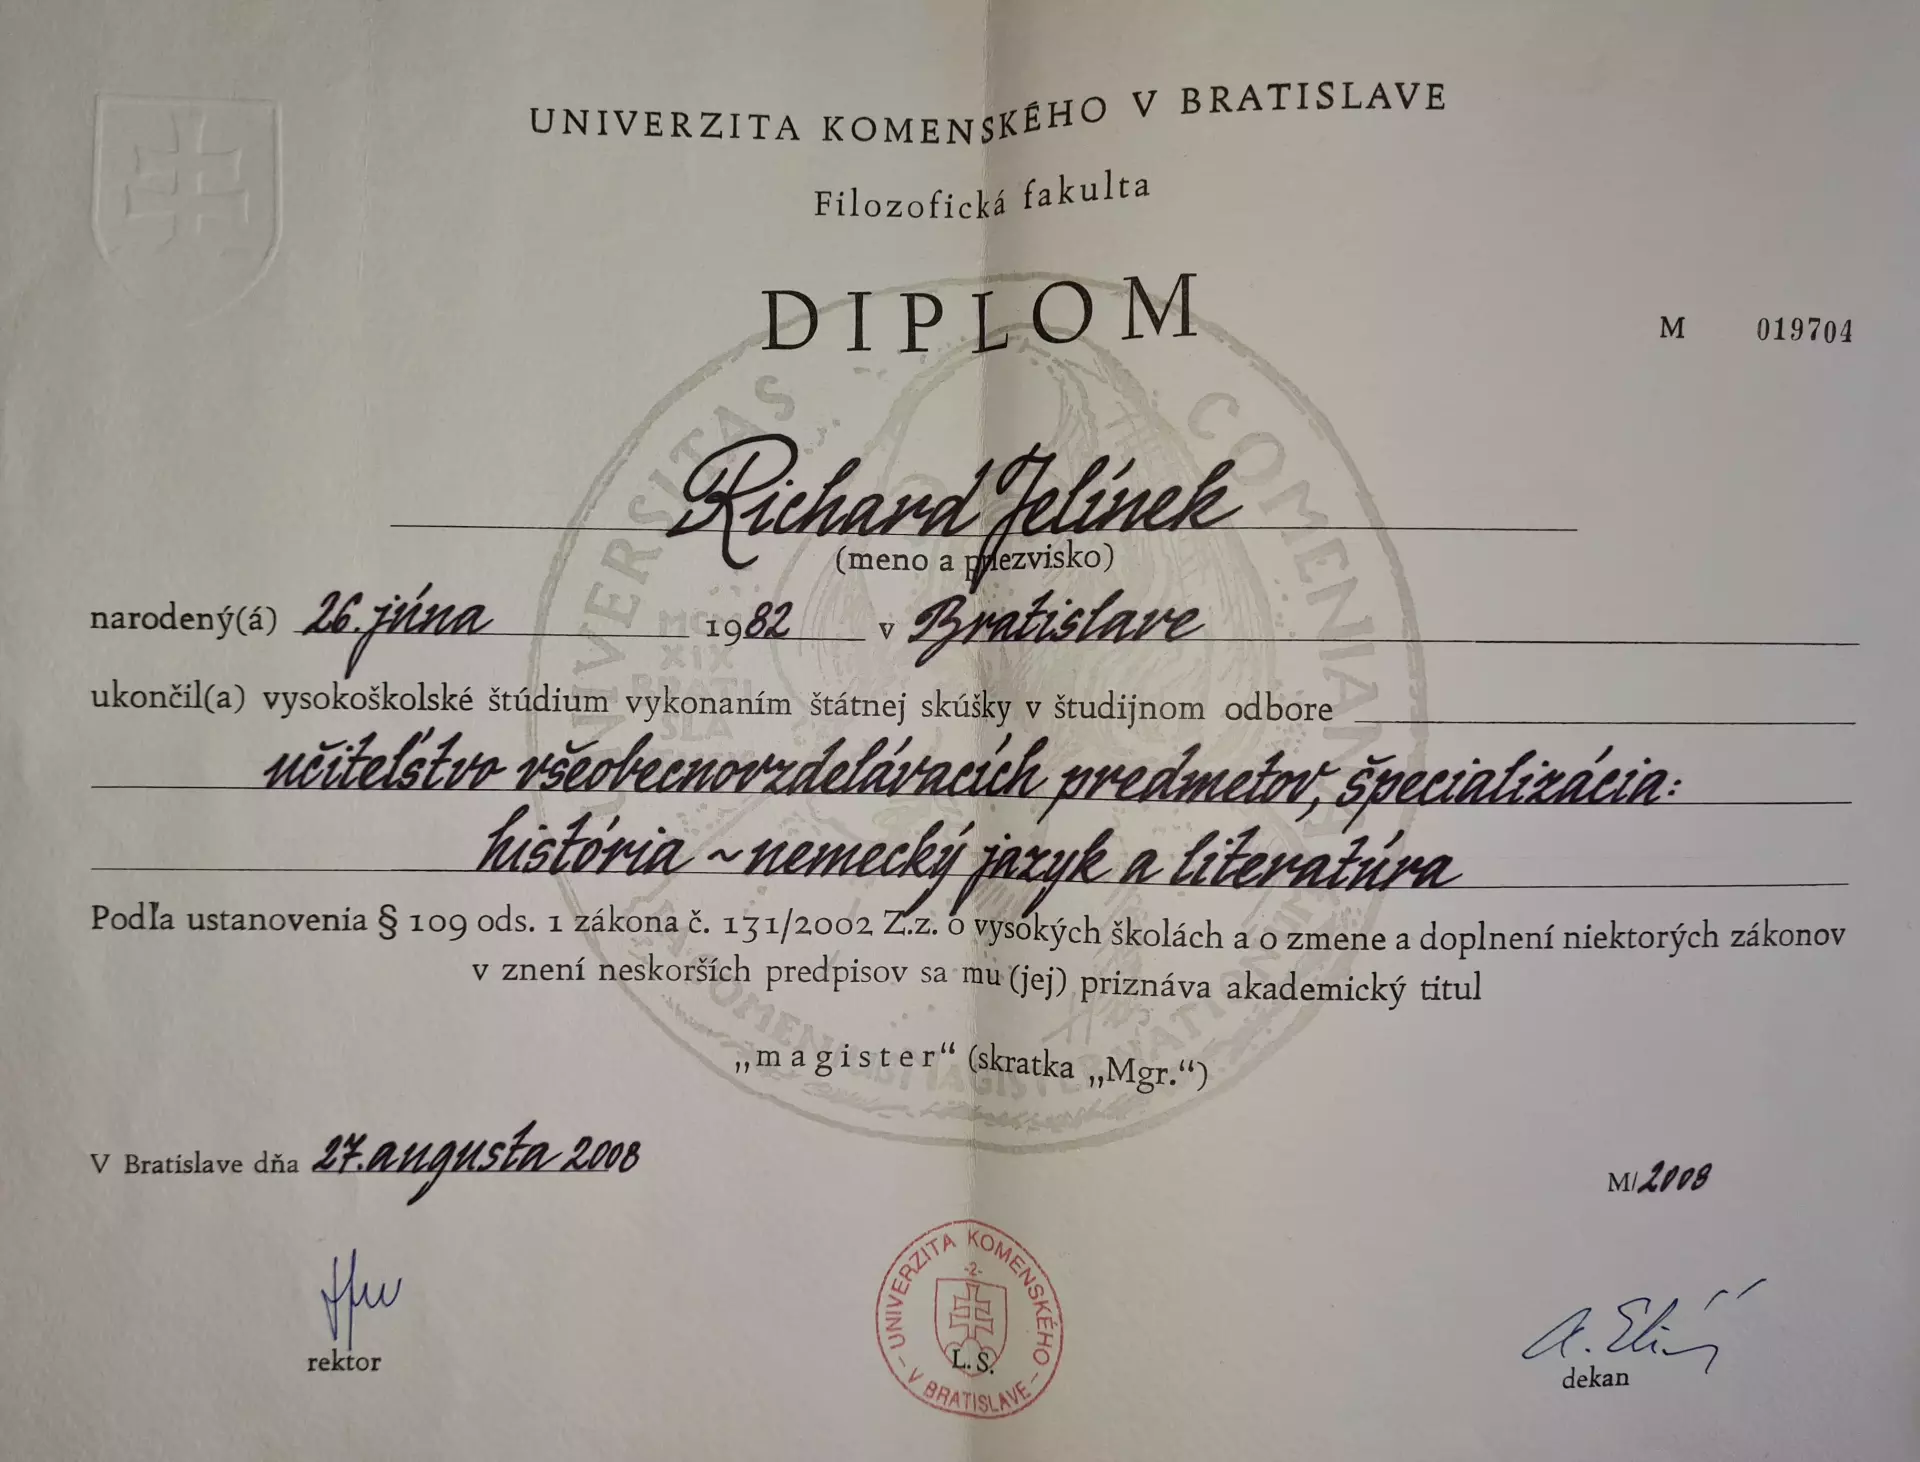 UNIVERZITA KOMENSKÉHO V BRATISLAVE
Filozofická fakulta
DIPLOM
M 019704
Richard Jelínek
(meno a priezvisko)
narodený(á) 26. júna 1982 v Bratislave
ukončil(a) vysokoškolské štúdium vykonaním štátnej skúšky v študijnom odbore
učiteľstvo všeobecnovzdelávacích predmetov, špecializácia:
história ~ nemecký jazyk a literatúra
Podľa ustanovenia § 109 ods. 1 zákona č. 131/2002 Z.z. o vysokých školách a o zmene a doplnení niektorých zákonov
v znení neskorších predpisov sa mu (jej) priznáva akademický titul
„magister“ (skratka „Mgr.“)
V Bratislave dňa 27. augusta 2008
M/2008
rektor
UNIVERZITA KOMENSKÉHO
-2-
L. S.
– V BRATISLAVE –
dekan
UNIVERSITAS COMENIANA